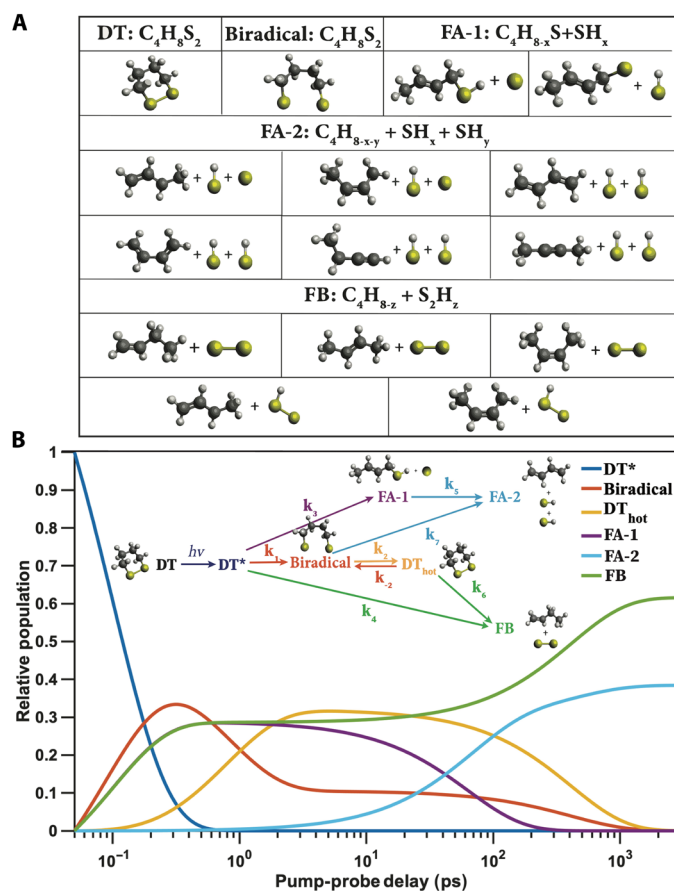 A
DT: C₄H₈S₂
Biradical: C₄H₈S₂
FA-1: C₄H₈₋ₓS+SHₓ
+
+
FA-2: C₄H₈₋ₓ₋ᵧ + SHₓ + SHᵧ
+ +
+ +
+ +
+ +
+ +
+ +
FB: C₄H₈₋z + S₂Hz
+
+
+
+
+
B
1
0.9
0.8
0.7
0.6
0.5
0.4
0.3
0.2
0.1
0
Relative population
10⁻¹
10⁰
10¹
10²
10³
Pump-probe delay (ps)
DT
hν
DT*
k₃
+
FA-1
k₅
FA-2
+
+
k₁
Biradical
k₂
k₋₂
DThot
k₇
k₄
k₆
FB
+
DT*
Biradical
DThot
FA-1
FA-2
FB